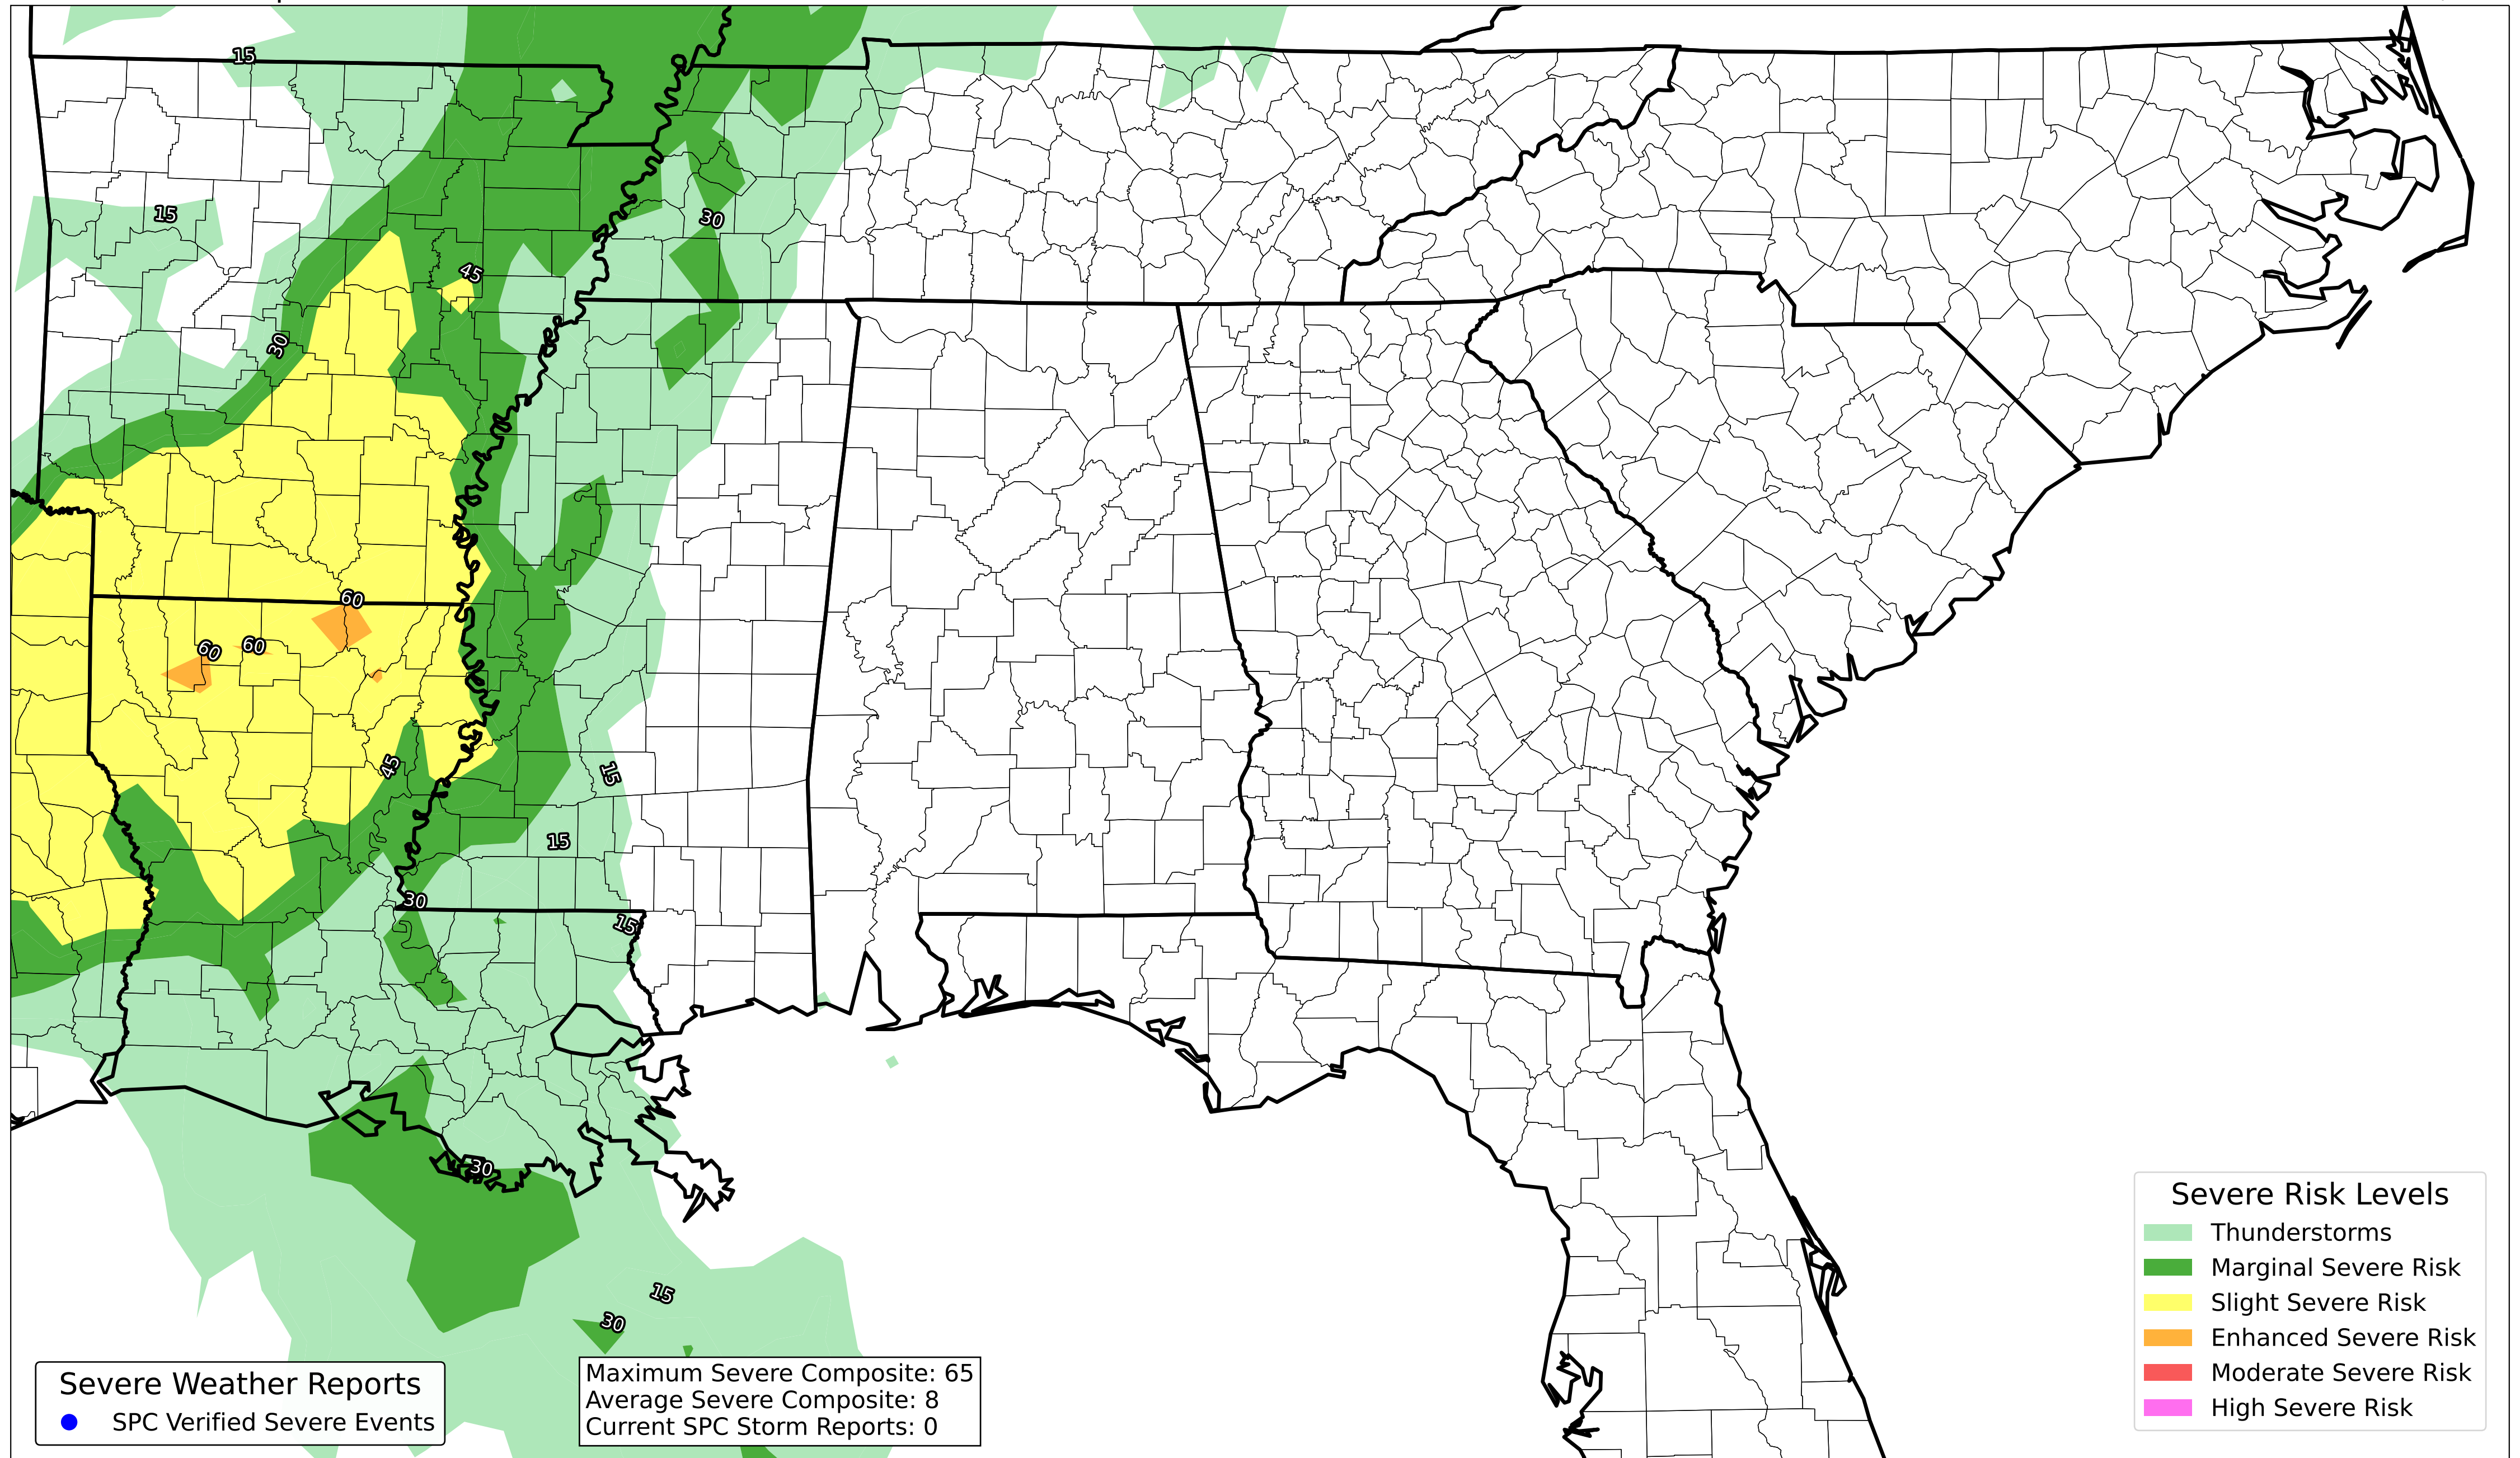 15
15
30
45
30
60
60
60
45
15
15
30
15
30
15
30
Severe Risk Levels
Thunderstorms
Marginal Severe Risk
Slight Severe Risk
Enhanced Severe Risk
Moderate Severe Risk
High Severe Risk
Severe Weather Reports
SPC Verified Severe Events
Maximum Severe Composite: 65
Average Severe Composite: 8
Current SPC Storm Reports: 0